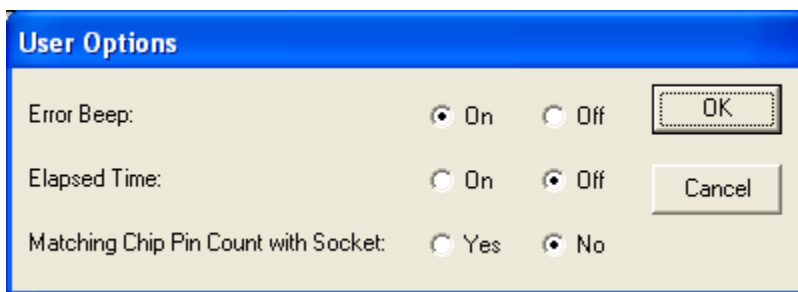 User Options
Error Beep: On Off OK
Elapsed Time: On Off Cancel
Matching Chip Pin Count with Socket: Yes No